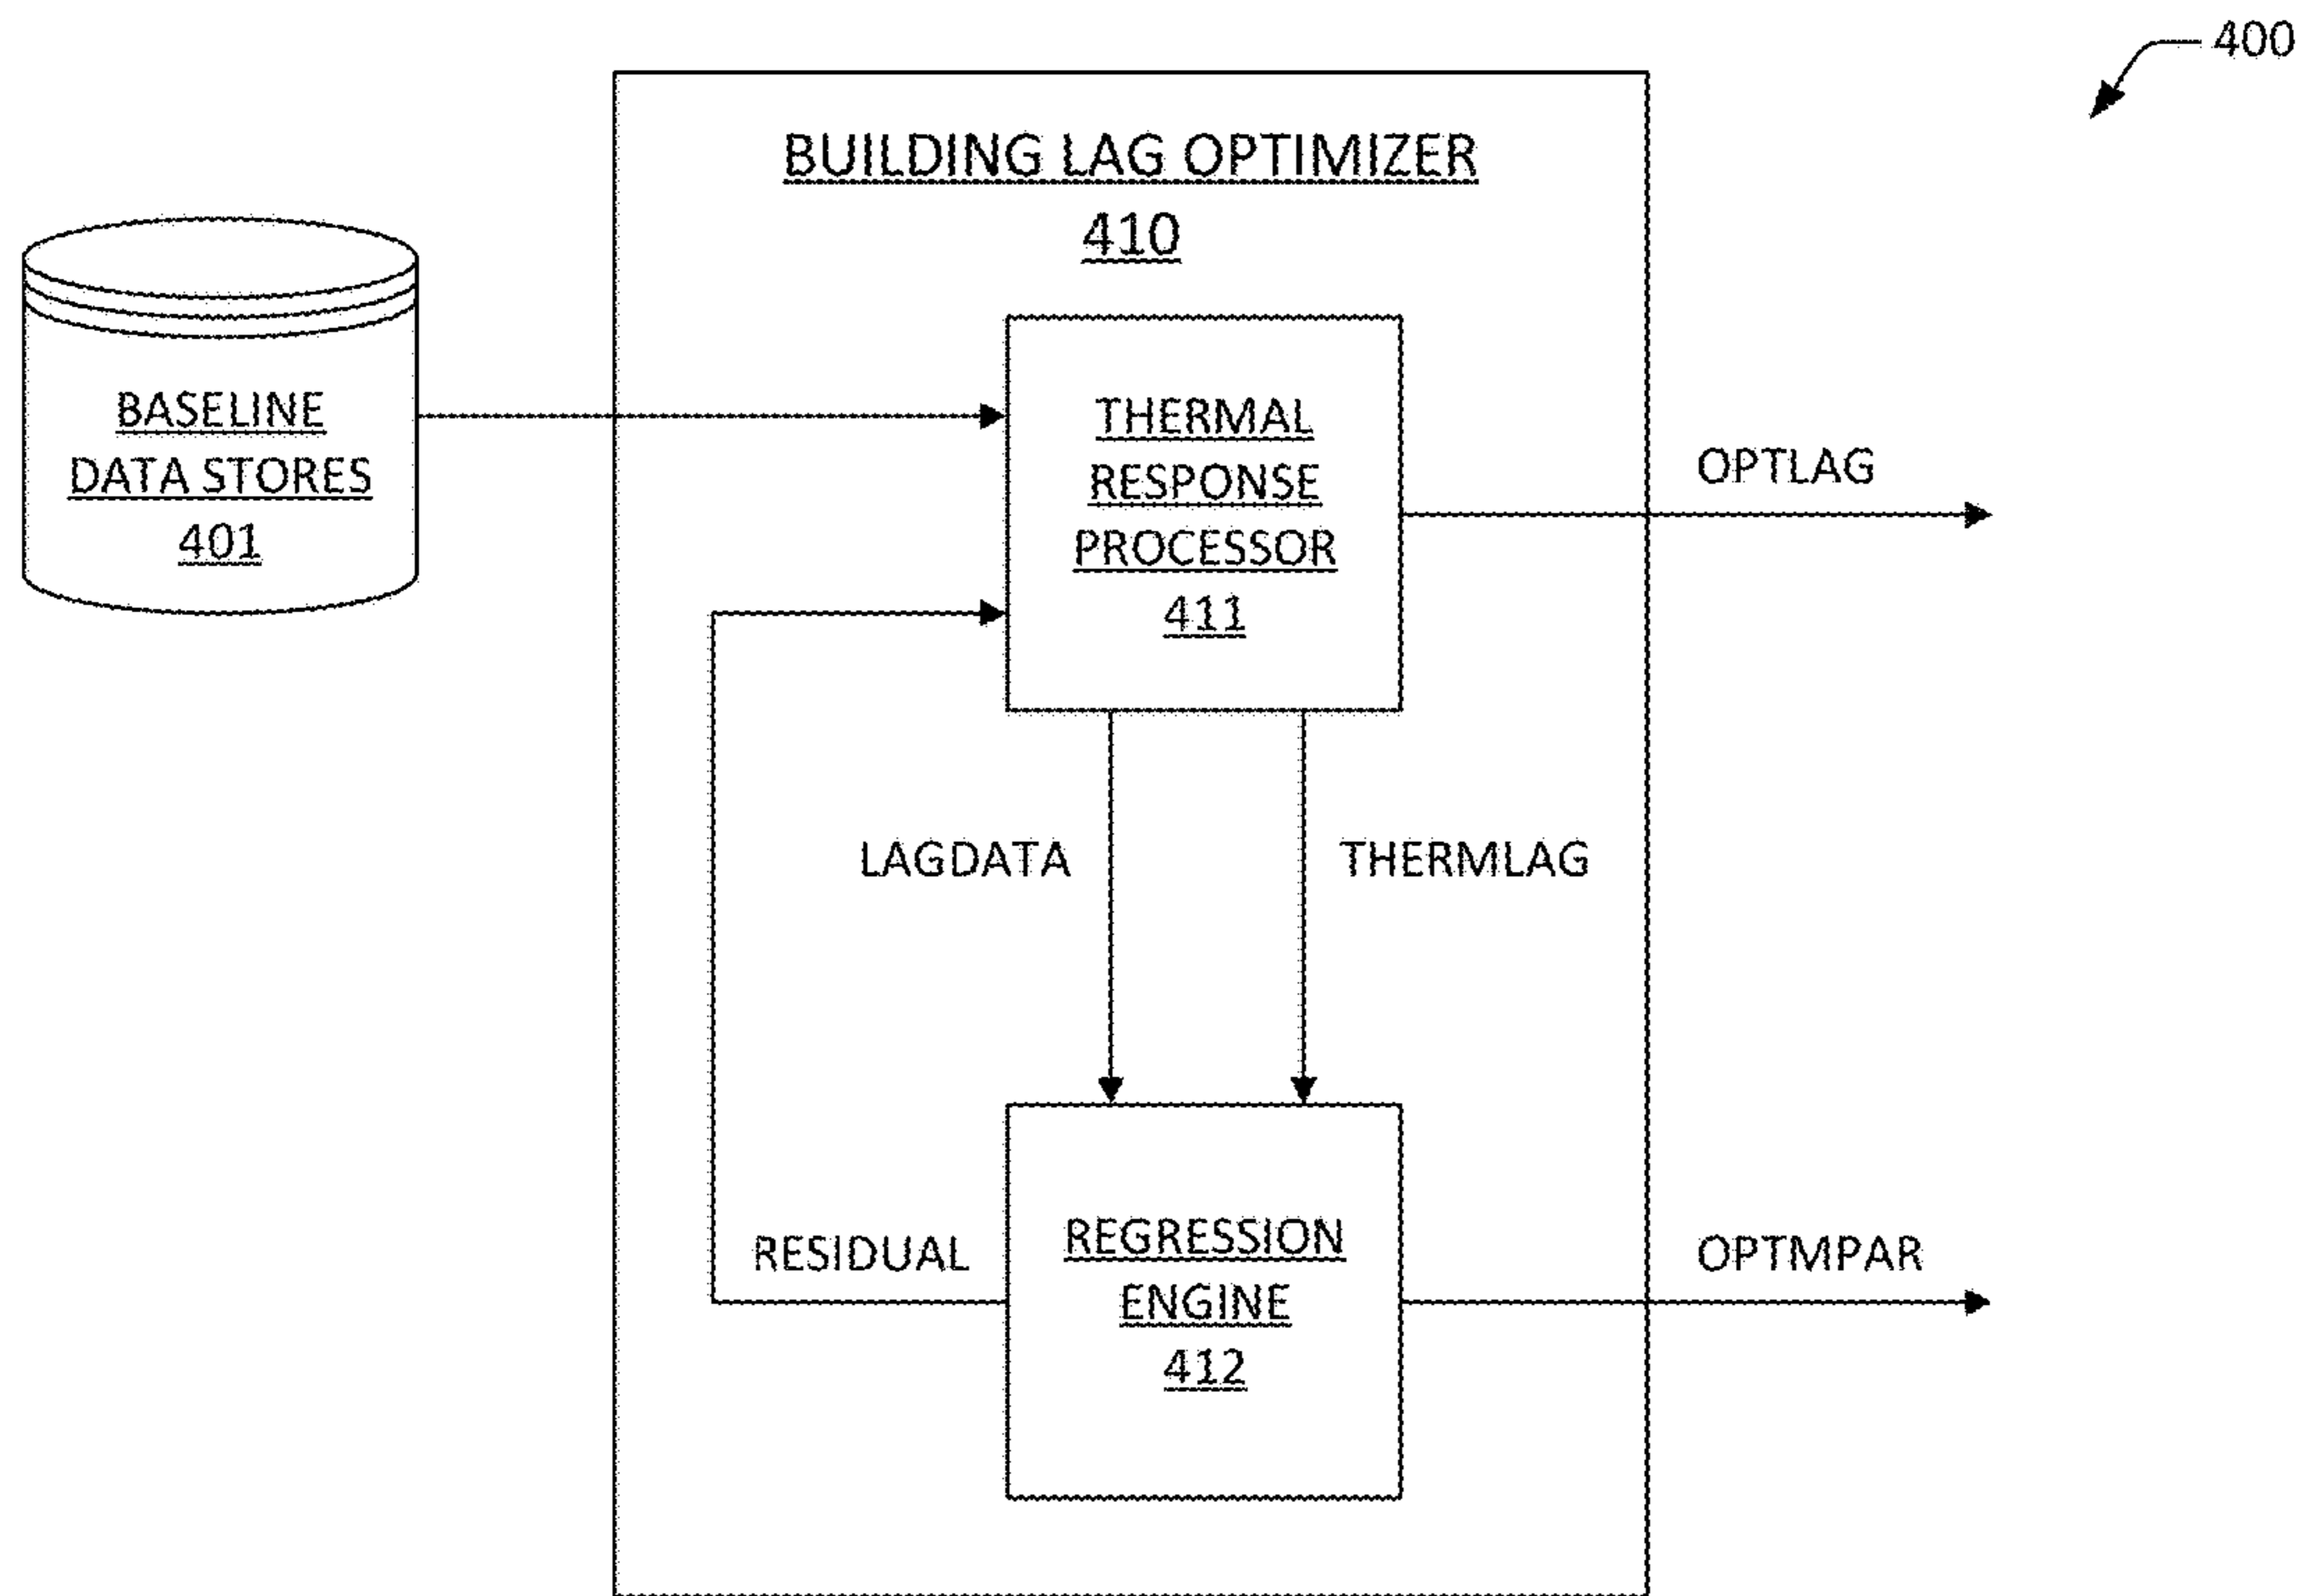 400
BUILDING LAG OPTIMIZER
410
BASELINE
DATA STORES
401
THERMAL
RESPONSE
PROCESSOR
411
OPTLAG
LAGDATA
THERMLAG
RESIDUAL
REGRESSION
ENGINE
412
OPTMPAR